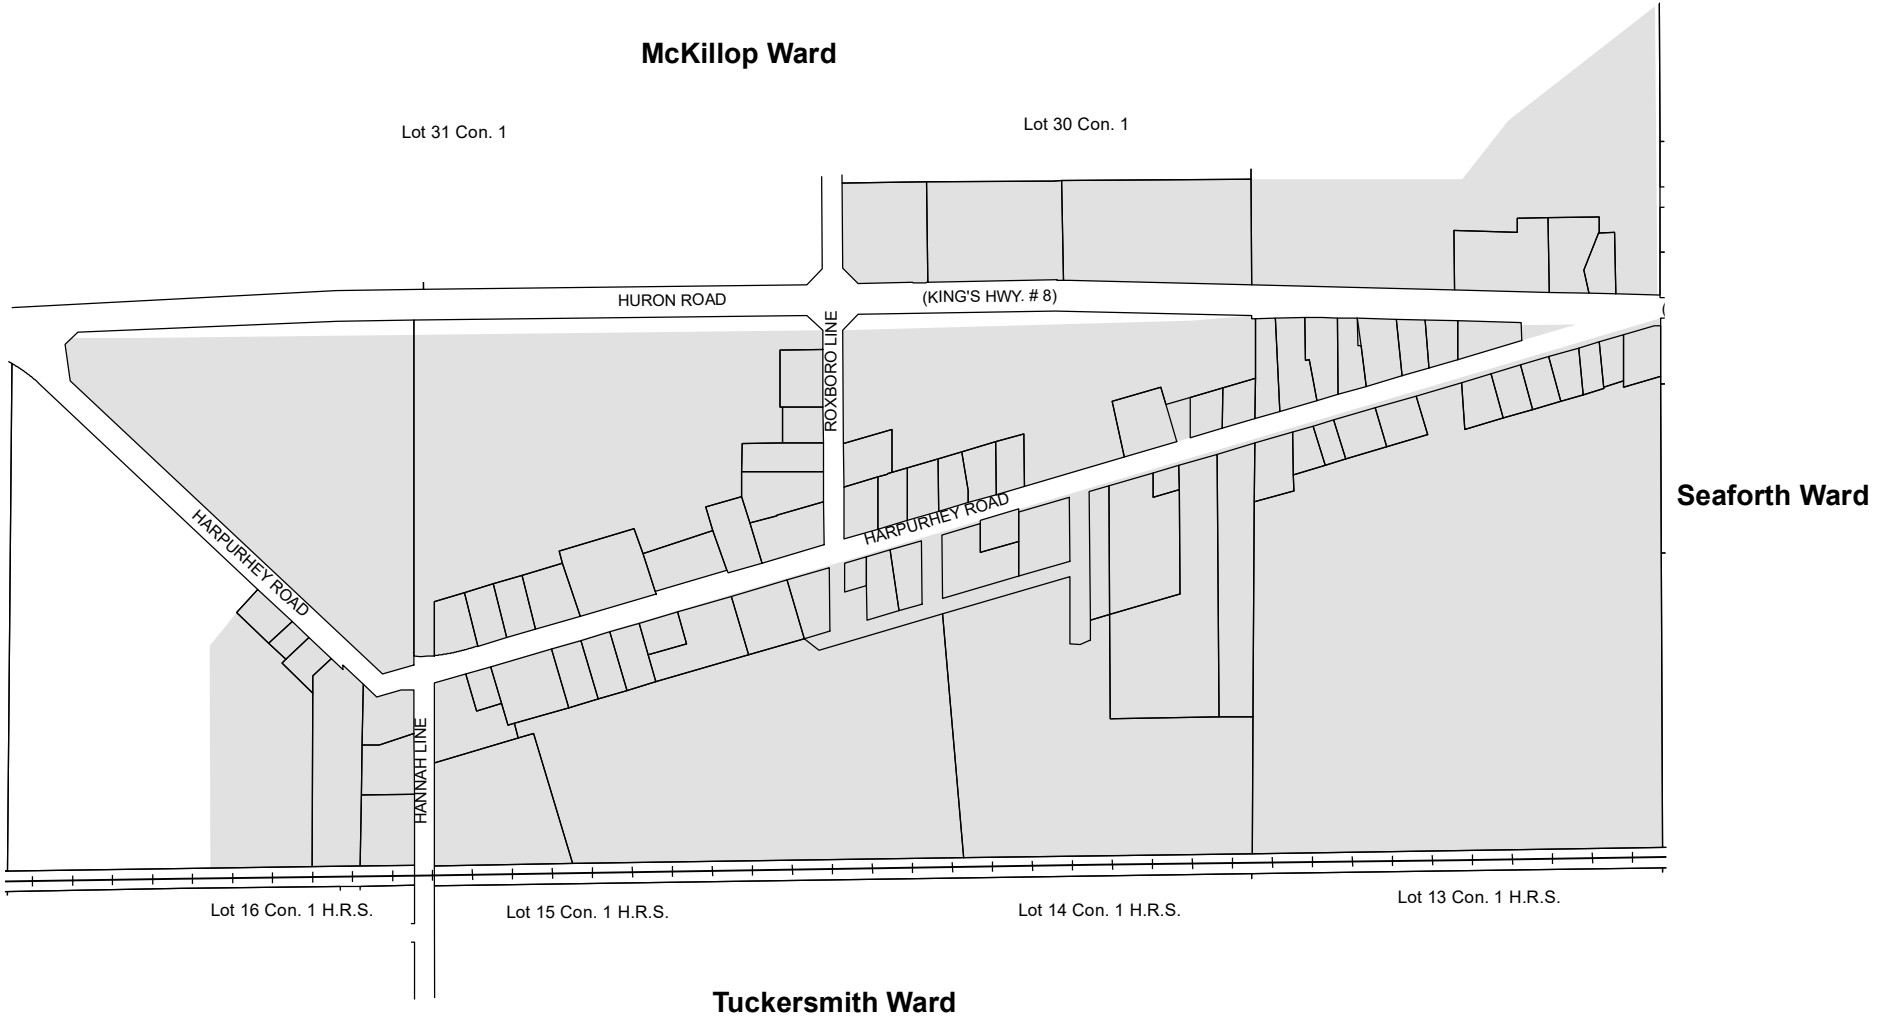 McKillop Ward
Lot 30 Con. 1
Lot 31 Con. 1
HURON ROAD
(KING'S HWY. # 8)
ROXBORO LINE
Seaforth Ward
HARPURHEY ROAD
HARPURHEY ROAD
HANNAH LINE
Lot 16 Con. 1 H.R.S.
Lot 15 Con. 1 H.R.S.
Lot 14 Con. 1 H.R.S.
Lot 13 Con. 1 H.R.S.
Tuckersmith Ward